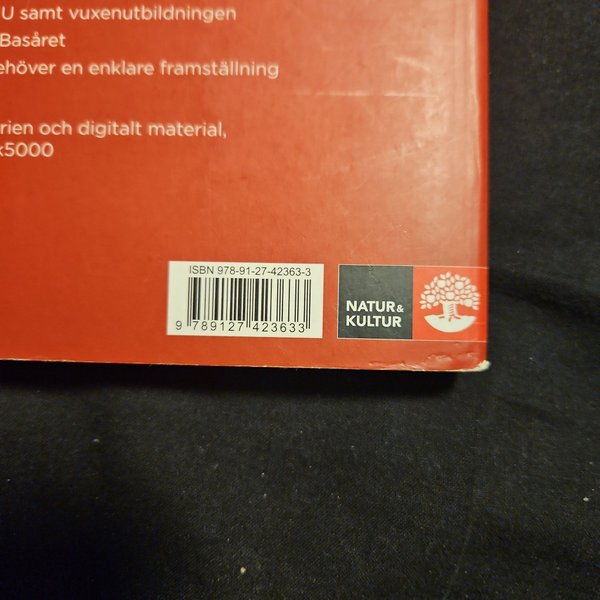 U samt vuxenutbildningen
Basåret
ehöver en enklare framställning
rien och digitalt material,
x5000
ISBN 978-91-27-42363-3
9 789127 423633
NATUR&
KULTUR